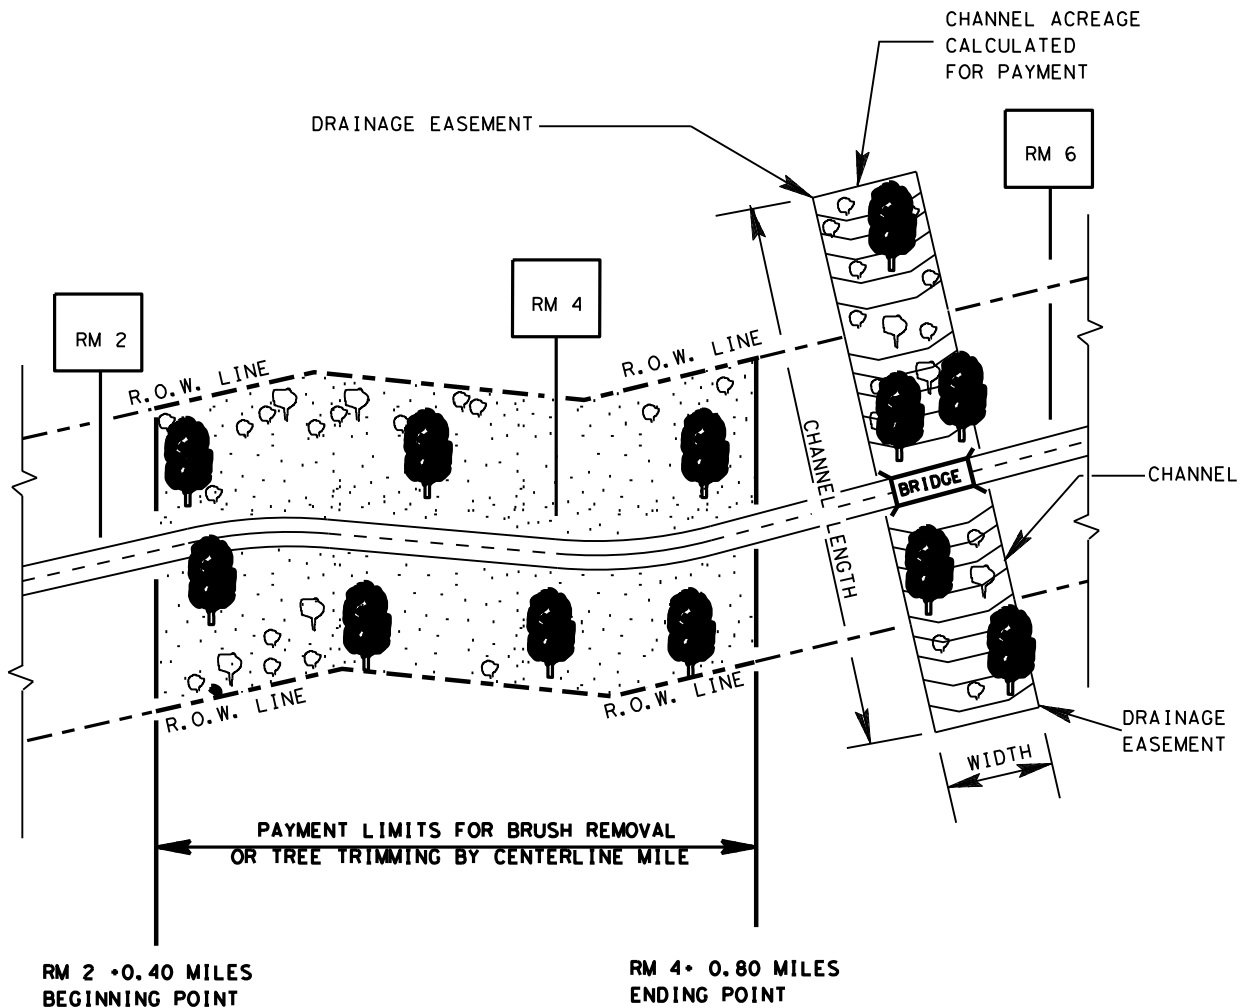 CHANNEL ACREAGE
CALCULATED
FOR PAYMENT
DRAINAGE EASEMENT
RM 6
RM 4
RM 2
R.O.W. LINE
R.O.W. LINE
CHANNEL LENGTH
BRIDGE
CHANNEL
R.O.W. LINE
R.O.W. LINE
DRAINAGE
EASEMENT
WIDTH
PAYMENT LIMITS FOR BRUSH REMOVAL
OR TREE TRIMMING BY CENTERLINE MILE
RM 2 +0.40 MILES
BEGINNING POINT
RM 4+ 0.80 MILES
ENDING POINT